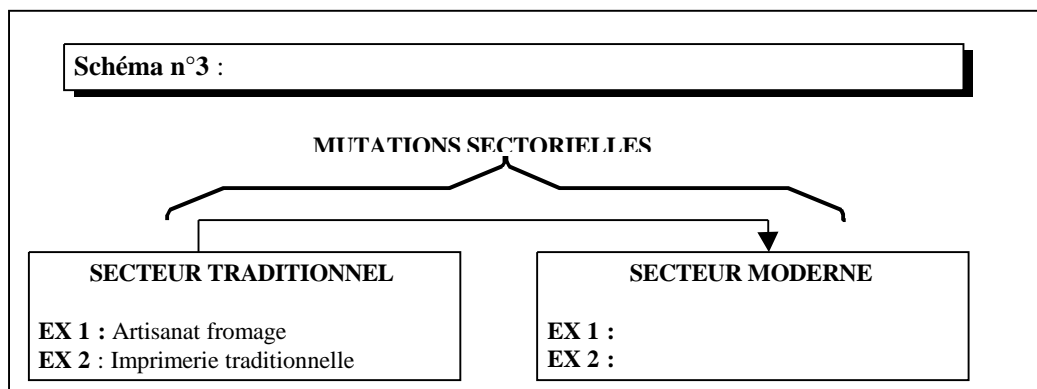 Schéma n°3 :
MUTATIONS SECTORIELLES
SECTEUR TRADITIONNEL
EX 1 : Artisanat fromage
EX 2 : Imprimerie traditionnelle
SECTEUR MODERNE
EX 1 :
EX 2 :